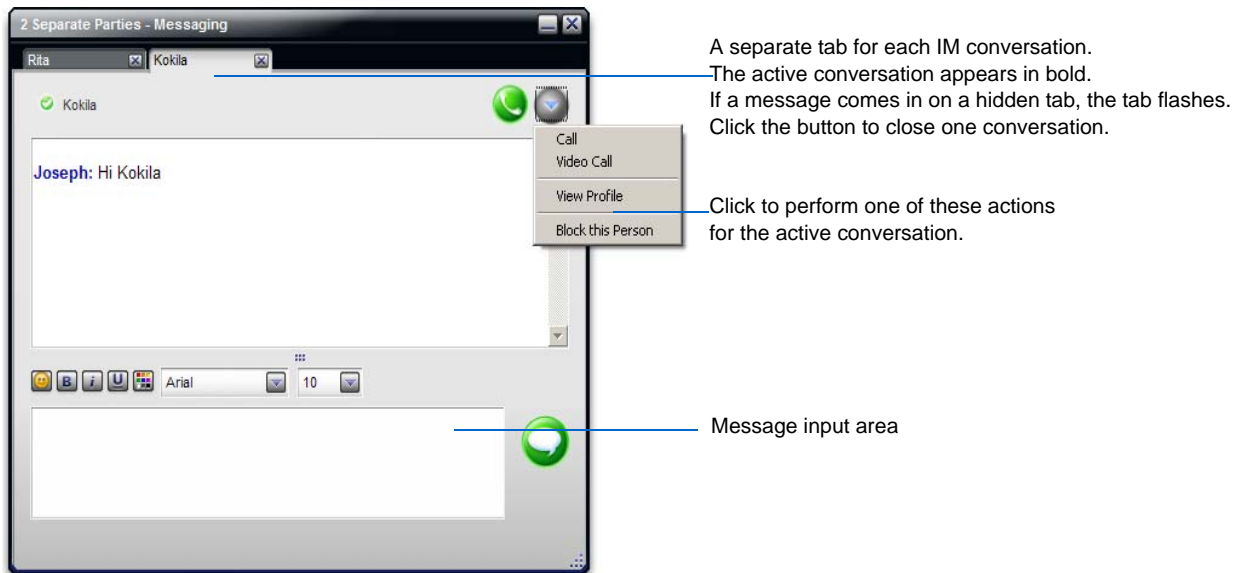 2 Separate Parties - Messaging
Rita
Kokila
Kokila
Call
Video Call
View Profile
Block this Person
Joseph: Hi Kokila
B i U Arial 10
A separate tab for each IM conversation.
The active conversation appears in bold.
If a message comes in on a hidden tab, the tab flashes.
Click the button to close one conversation.
Click to perform one of these actions
for the active conversation.
Message input area